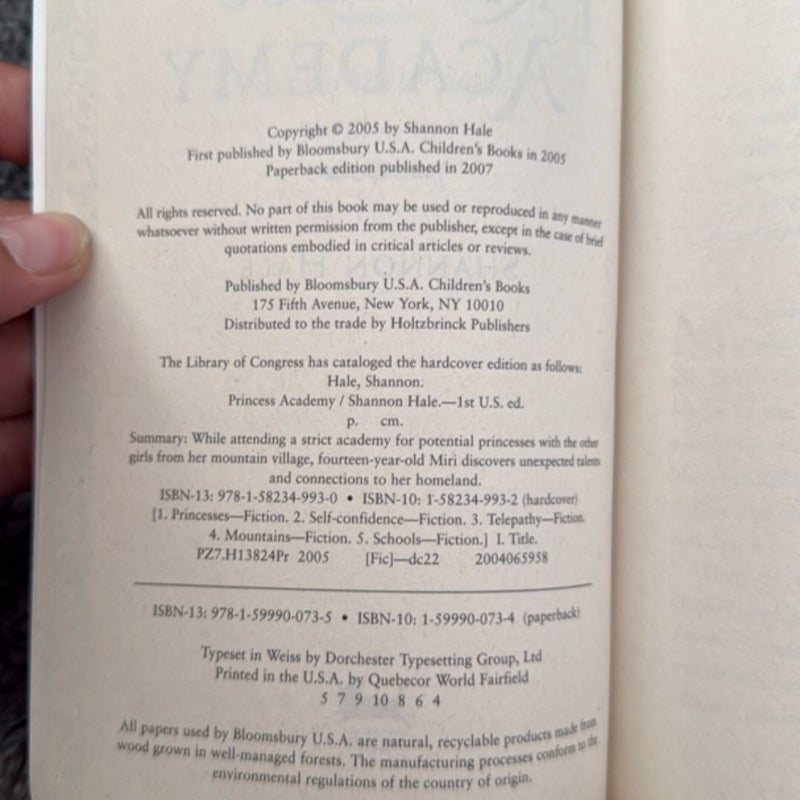 Copyright © 2005 by Shannon Hale
First published by Bloomsbury U.S.A. Children's Books in 2005
Paperback edition published in 2007
All rights reserved. No part of this book may be used or reproduced in any manner
whatsoever without written permission from the publisher, except in the case of brief
quotations embodied in critical articles or reviews.
Published by Bloomsbury U.S.A. Children's Books
175 Fifth Avenue, New York, NY 10010
Distributed to the trade by Holtzbrinck Publishers
The Library of Congress has cataloged the hardcover edition as follows:
Hale, Shannon.
Princess Academy / Shannon Hale.—1st U.S. ed.
p. cm.
Summary: While attending a strict academy for potential princesses with the other
girls from her mountain village, fourteen-year-old Miri discovers unexpected talents
and connections to her homeland.
ISBN-13: 978-1-58234-993-0 • ISBN-10: 1-58234-993-2 (hardcover)
[1. Princesses—Fiction. 2. Self-confidence—Fiction. 3. Telepathy—Fiction.
4. Mountains—Fiction. 5. Schools—Fiction.] I. Title.
PZ7.H13824Pr 2005 [Fic]—dc22 2004065958
ISBN-13: 978-1-59990-073-5 • ISBN-10: 1-59990-073-4 (paperback)
Typeset in Weiss by Dorchester Typesetting Group, Ltd
Printed in the U.S.A. by Quebecor World Fairfield
5 7 9 10 8 6 4
All papers used by Bloomsbury U.S.A. are natural, recyclable products made from
wood grown in well-managed forests. The manufacturing processes conform to the
environmental regulations of the country of origin.